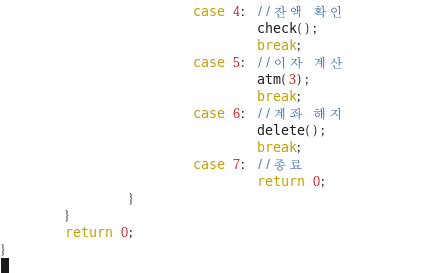 case 4: //잔액 확인
check();
break;
case 5: //이자 계산
atm(3);
break;
case 6: //계좌 해지
delete();
break;
case 7: //종료
return 0;
}
}
return 0;
}